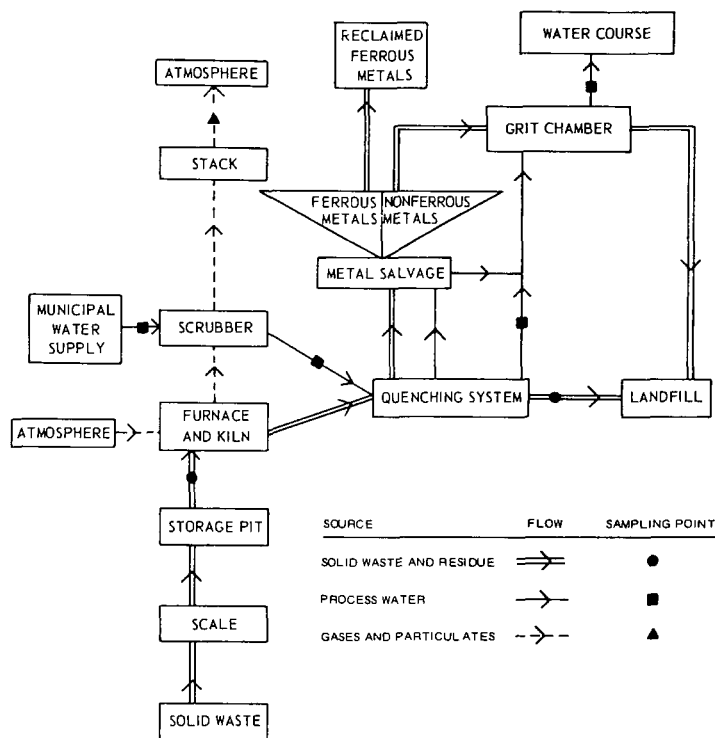 RECLAIMED
FERROUS
METALS
WATER COURSE
ATMOSPHERE
GRIT CHAMBER
STACK
FERROUS
METALS
NONFERROUS
METALS
METAL SALVAGE
MUNICIPAL
WATER
SUPPLY
SCRUBBER
QUENCHING SYSTEM
LANDFILL
ATMOSPHERE
FURNACE
AND KILN
STORAGE PIT
SCALE
SOLID WASTE
SOURCE FLOW SAMPLING POINT
SOLID WASTE AND RESIDUE
PROCESS WATER
GASES AND PARTICULATES